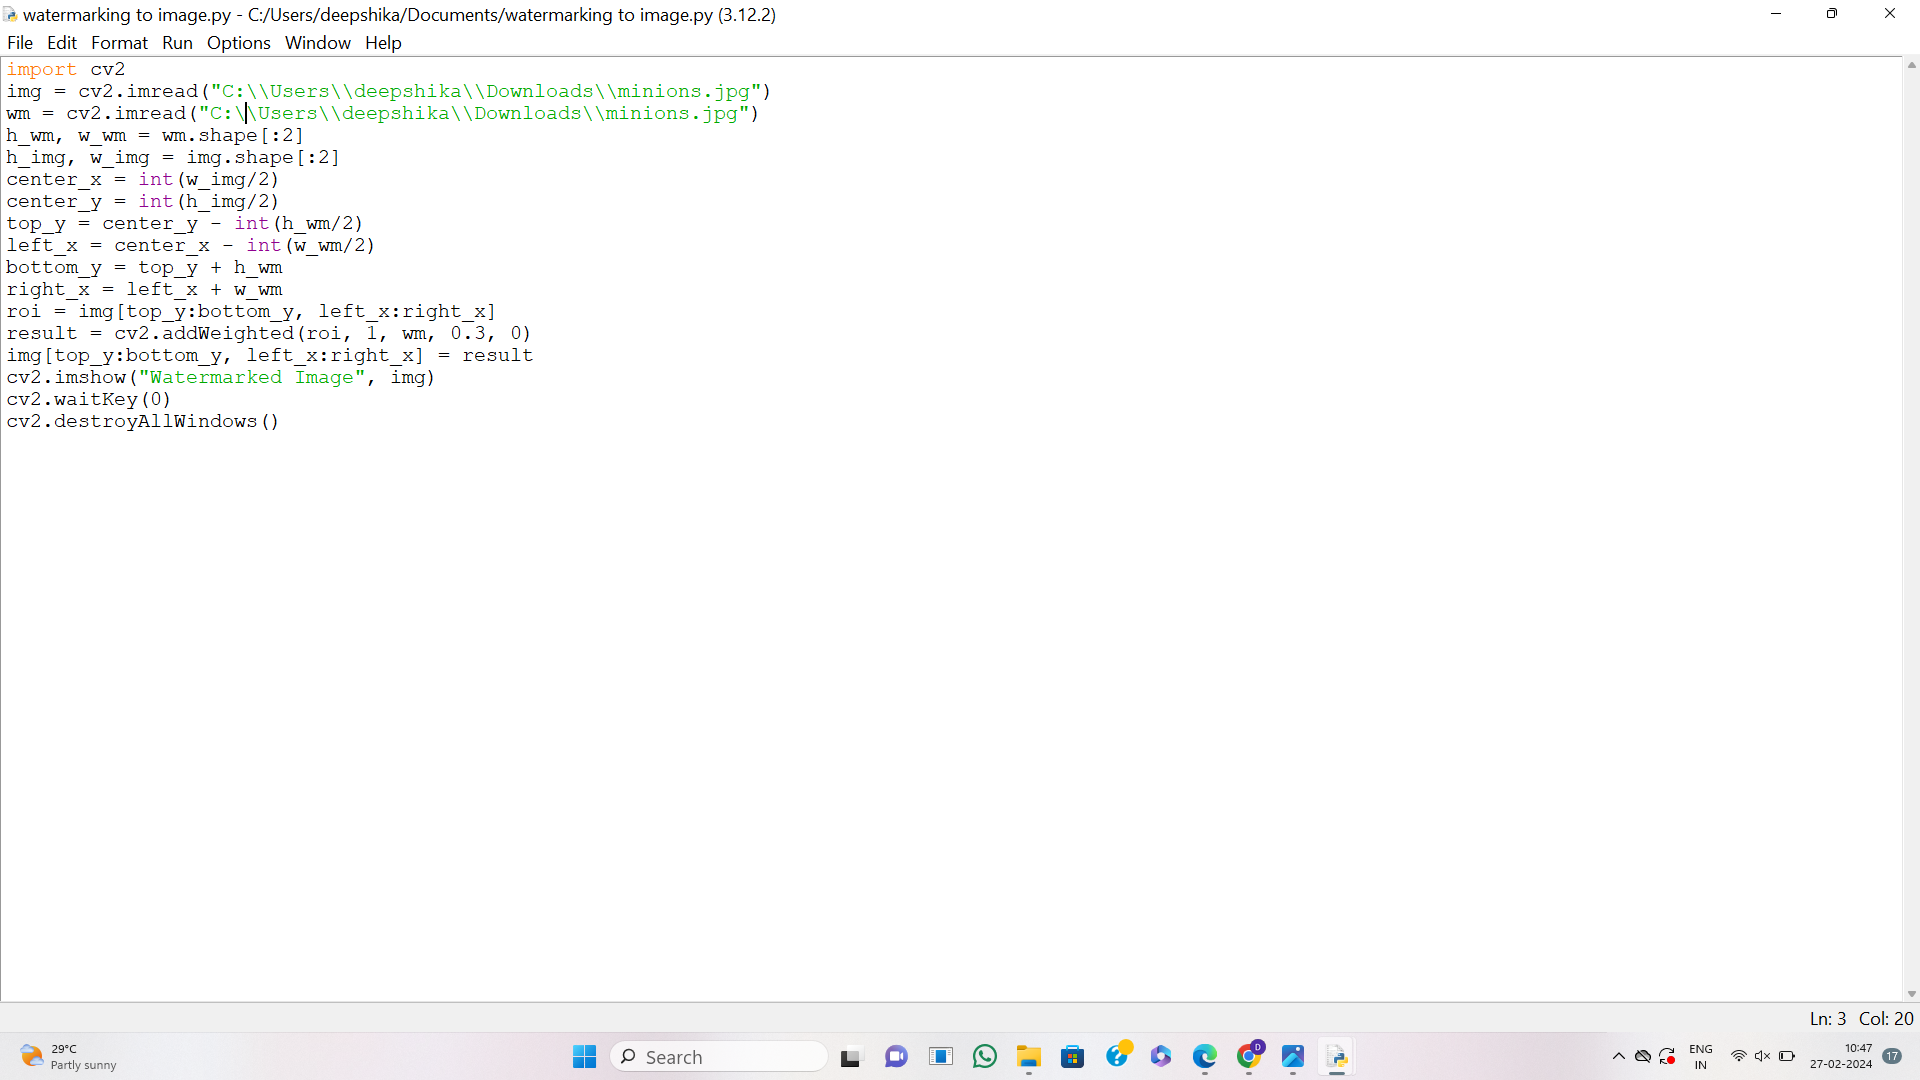 watermarking to image.py - C:/Users/deepshika/Documents/watermarking to image.py (3.12.2)
File Edit Format Run Options Window Help
import cv2
img = cv2.imread("C:\\Users\\deepshika\\Downloads\\minions.jpg")
wm = cv2.imread("C:\\Users\\deepshika\\Downloads\\minions.jpg")
h_wm, w_wm = wm.shape[:2]
h_img, w_img = img.shape[:2]
center_x = int(w_img/2)
center_y = int(h_img/2)
top_y = center_y - int(h_wm/2)
left_x = center_x - int(w_wm/2)
bottom_y = top_y + h_wm
right_x = left_x + w_wm
roi = img[top_y:bottom_y, left_x:right_x]
result = cv2.addWeighted(roi, 1, wm, 0.3, 0)
img[top_y:bottom_y, left_x:right_x] = result
cv2.imshow("Watermarked Image", img)
cv2.waitKey(0)
cv2.destroyAllWindows()
Ln: 3 Col: 20
29°C
Partly sunny
Search
D
ENG
IN
10:47
27-02-2024
17